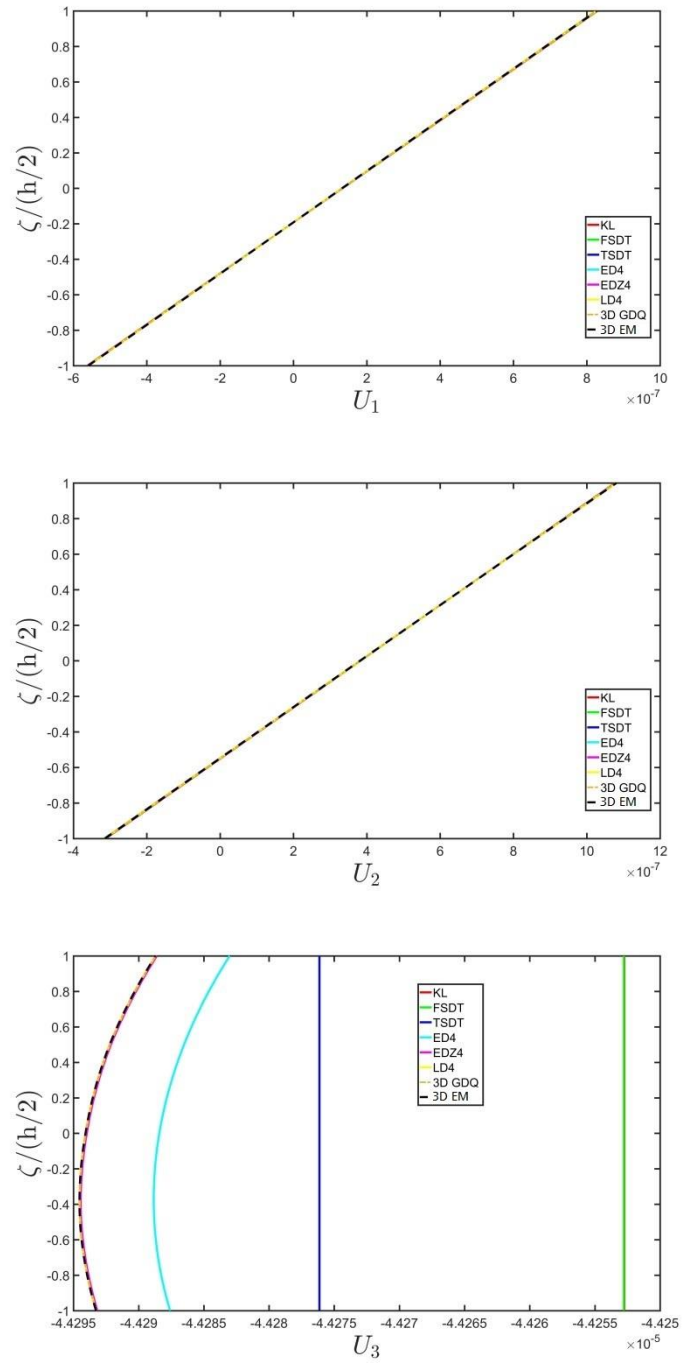 1
0.8
0.6
0.4
0.2
0
-0.2
-0.4
-0.6
-0.8
-1
ζ/(h/2)
KL
FSDT
TSDT
ED4
EDZ4
LD4
3D GDQ
3D EM
-6 -4 -2 0 2 4 6 8 10
U₁
×10⁻⁷
1
0.8
0.6
0.4
0.2
0
-0.2
-0.4
-0.6
-0.8
-1
ζ/(h/2)
KL
FSDT
TSDT
ED4
EDZ4
LD4
3D GDQ
3D EM
-4 -2 0 2 4 6 8 10 12
U₂
×10⁻⁷
1
0.8
0.6
0.4
0.2
0
-0.2
-0.4
-0.6
-0.8
-1
ζ/(h/2)
KL
FSDT
TSDT
ED4
EDZ4
LD4
3D GDQ
3D EM
-4.4295 -4.429 -4.4285 -4.428 -4.4275 -4.427 -4.4265 -4.426 -4.4255 -4.425
U₃
×10⁻⁵